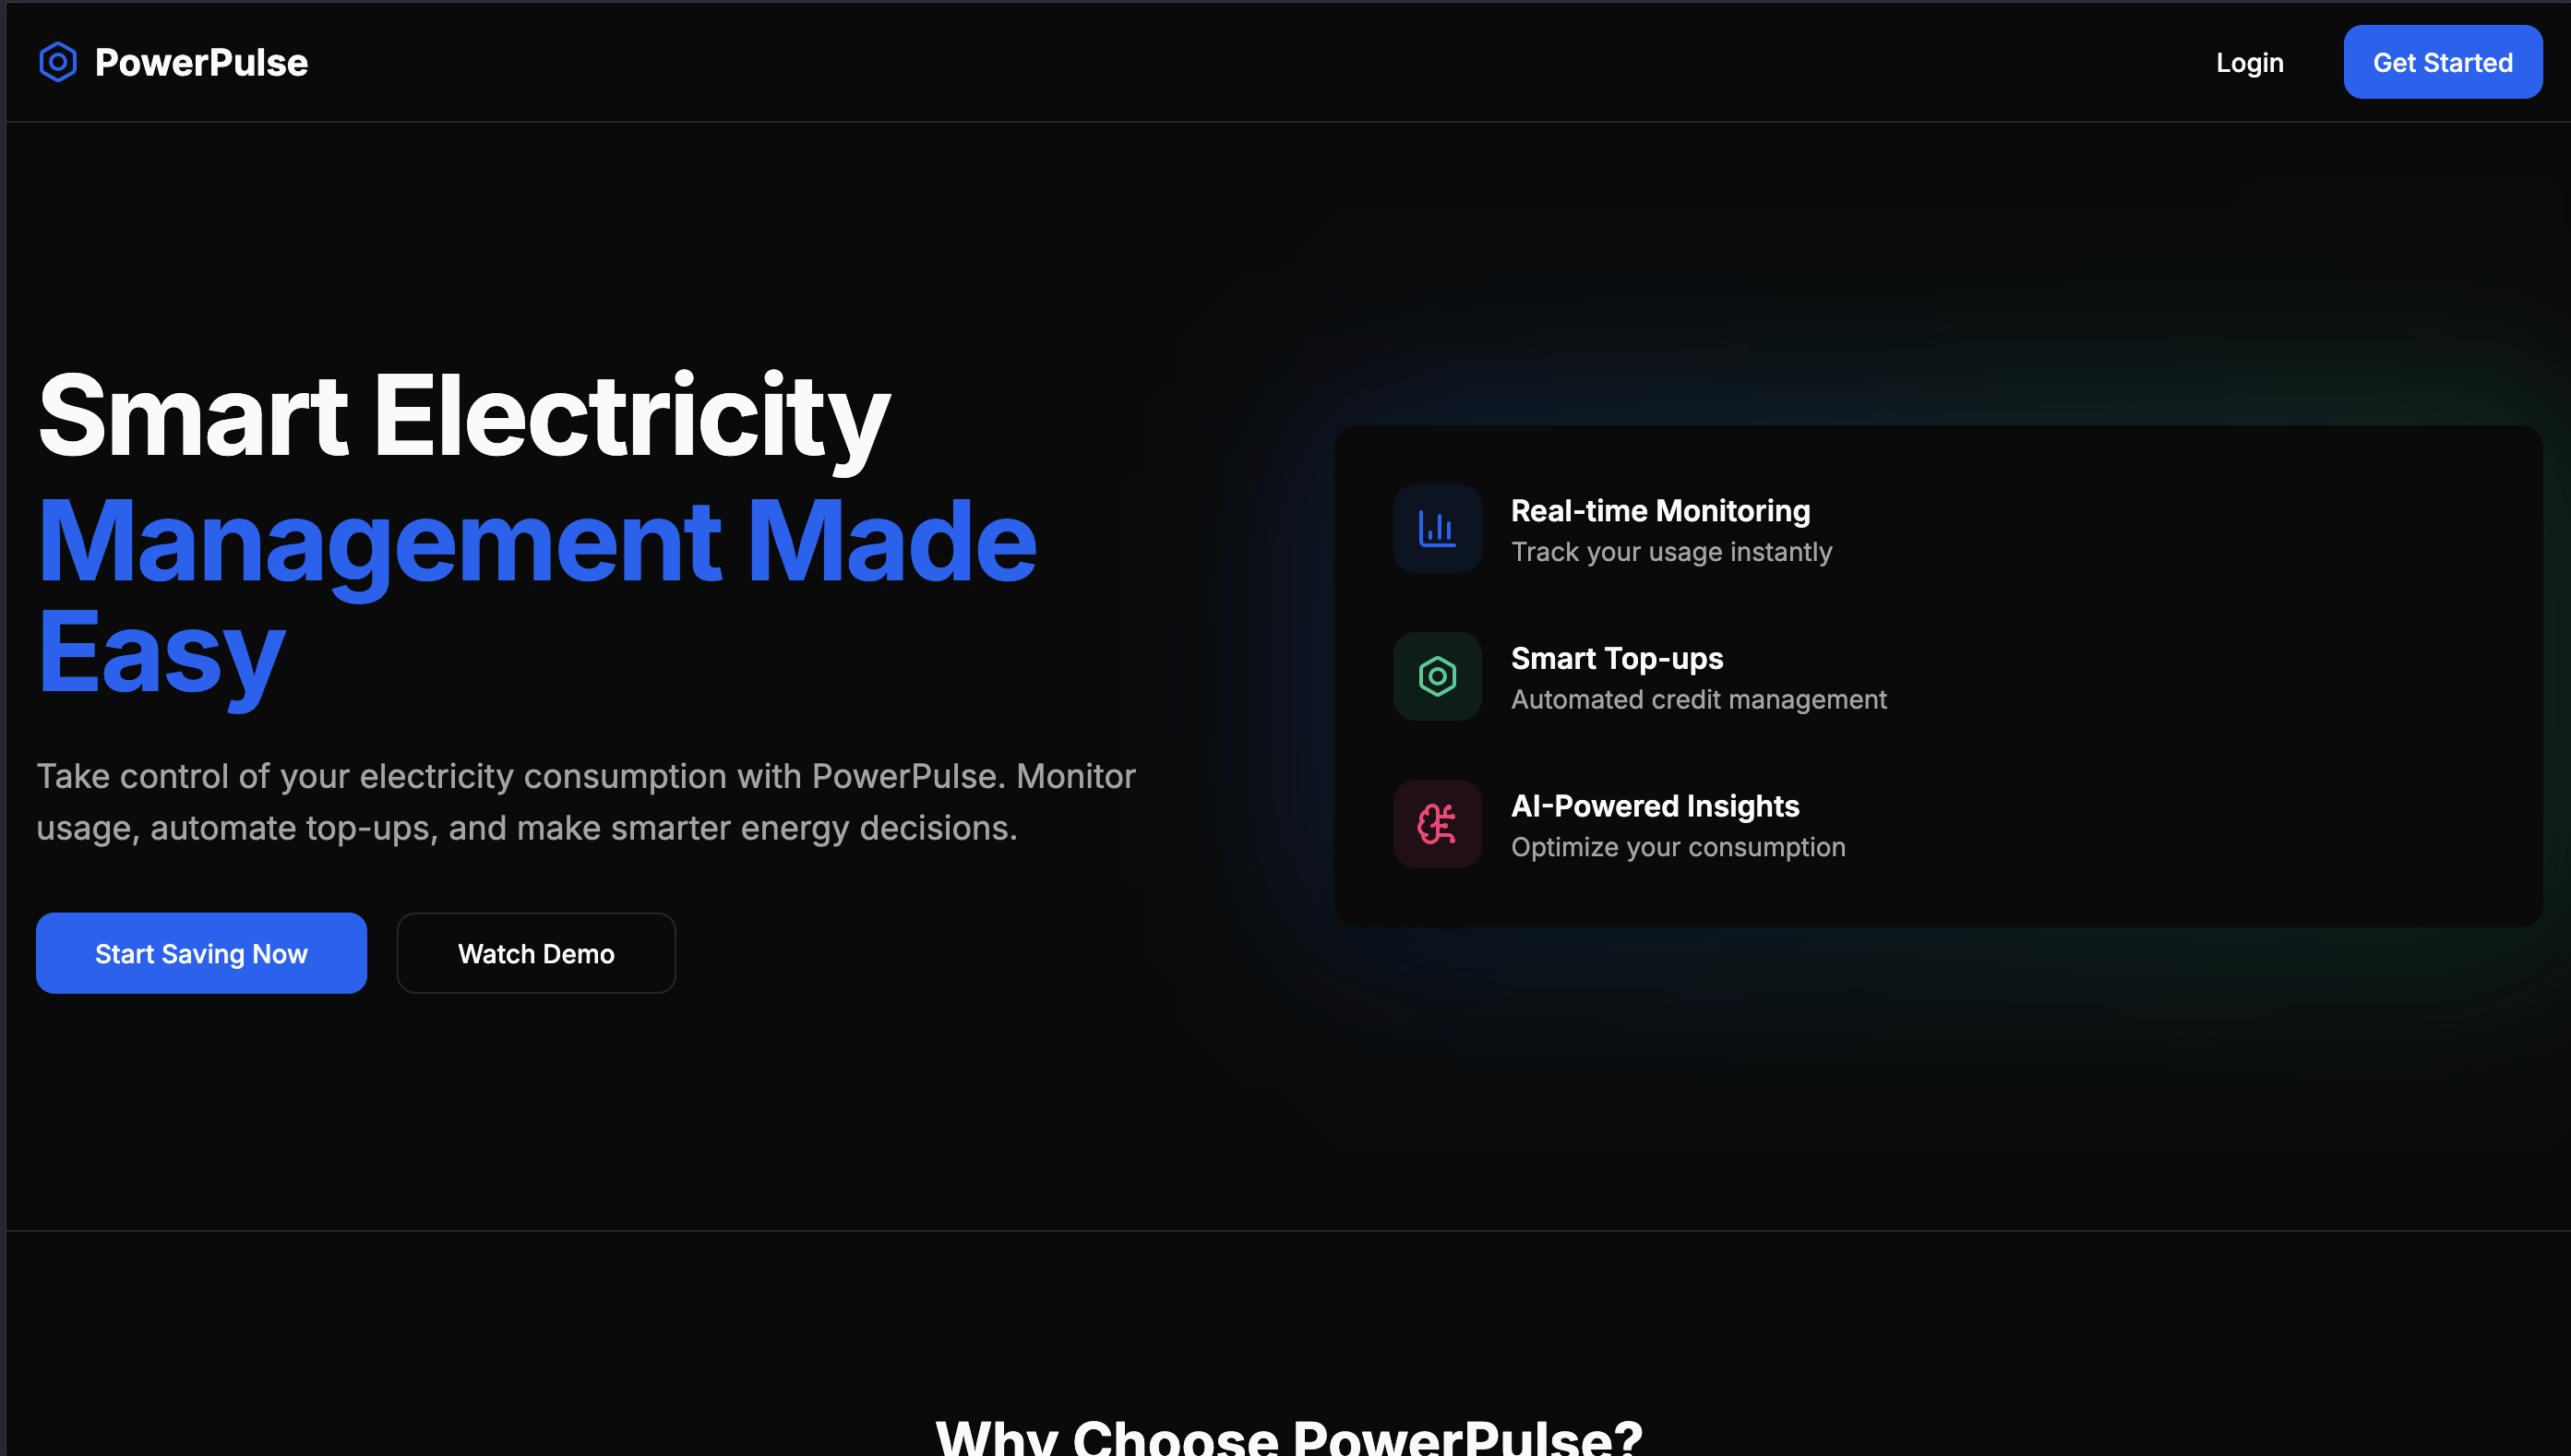 PowerPulse
Login
Get Started
Smart Electricity
Management Made
Easy
Take control of your electricity consumption with PowerPulse. Monitor
usage, automate top-ups, and make smarter energy decisions.
Start Saving Now
Watch Demo
Real-time Monitoring
Track your usage instantly
Smart Top-ups
Automated credit management
AI-Powered Insights
Optimize your consumption
Why Choose PowerPulse?